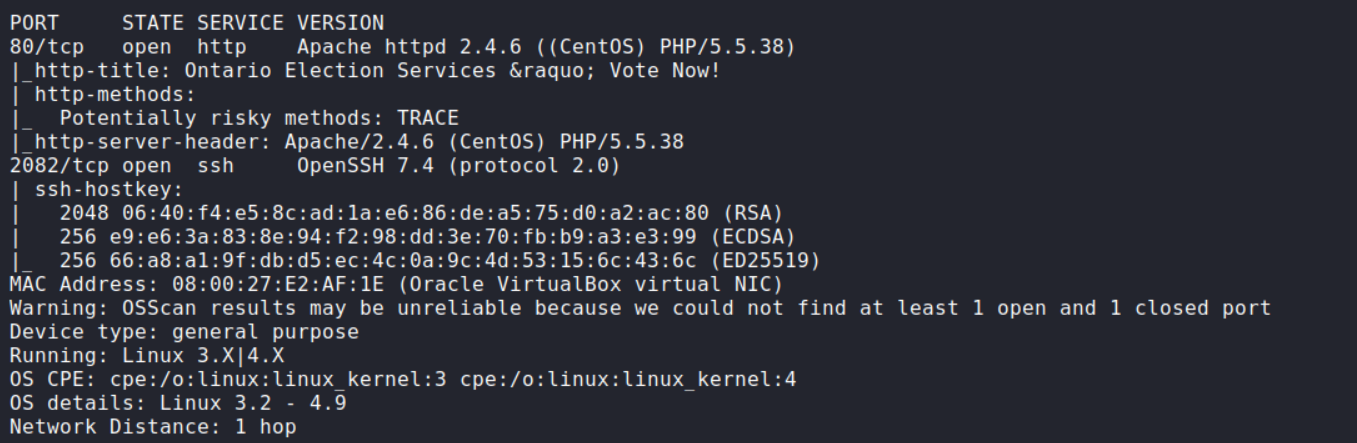 PORT     STATE SERVICE VERSION
80/tcp   open  http    Apache httpd 2.4.6 ((CentOS) PHP/5.5.38)
|_http-title: Ontario Election Services &raquo; Vote Now!
| http-methods:
|_  Potentially risky methods: TRACE
|_http-server-header: Apache/2.4.6 (CentOS) PHP/5.5.38
2082/tcp open  ssh     OpenSSH 7.4 (protocol 2.0)
| ssh-hostkey:
|   2048 06:40:f4:e5:8c:ad:1a:e6:86:de:a5:75:d0:a2:ac:80 (RSA)
|   256 e9:e6:3a:83:8e:94:f2:98:dd:3e:70:fb:b9:a3:e3:99 (ECDSA)
|_  256 66:a8:a1:9f:db:d5:ec:4c:0a:9c:4d:53:15:6c:43:6c (ED25519)
MAC Address: 08:00:27:E2:AF:1E (Oracle VirtualBox virtual NIC)
Warning: OSScan results may be unreliable because we could not find at least 1 open and 1 closed port
Device type: general purpose
Running: Linux 3.X|4.X
OS CPE: cpe:/o:linux:linux_kernel:3 cpe:/o:linux:linux_kernel:4
OS details: Linux 3.2 - 4.9
Network Distance: 1 hop